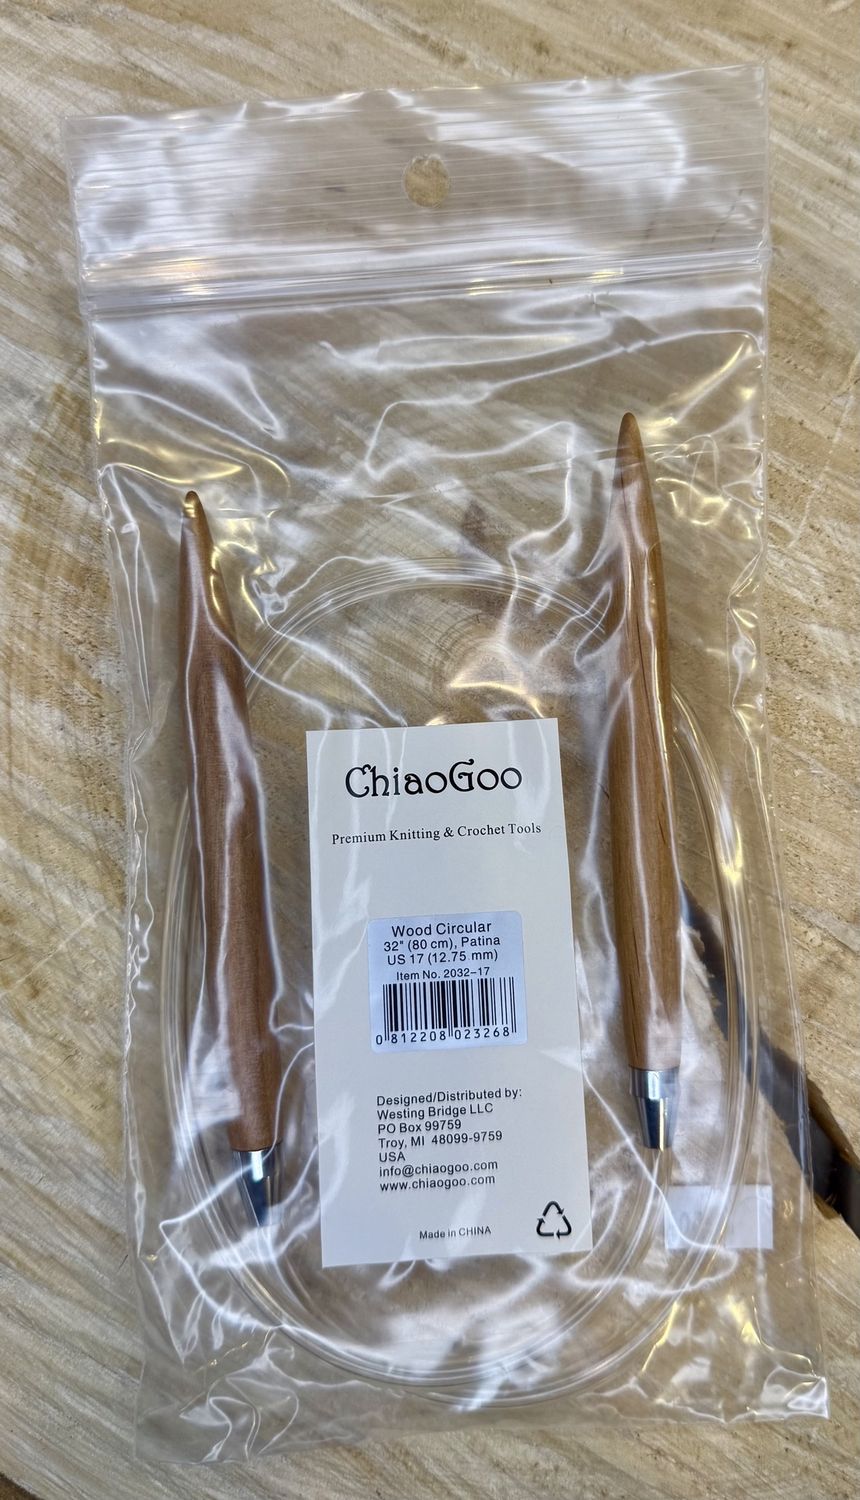 ChiaoGoo
Premium Knitting & Crochet Tools
Wood Circular
32" (80 cm), Patina
US 17 (12.75 mm)
Item No. 2032-17
0 812208 023268
Designed/Distributed by:
Westing Bridge LLC
PO Box 99759
Troy, MI 48099-9759
USA
info@chiaogoo.com
www.chiaogoo.com
Made in CHINA